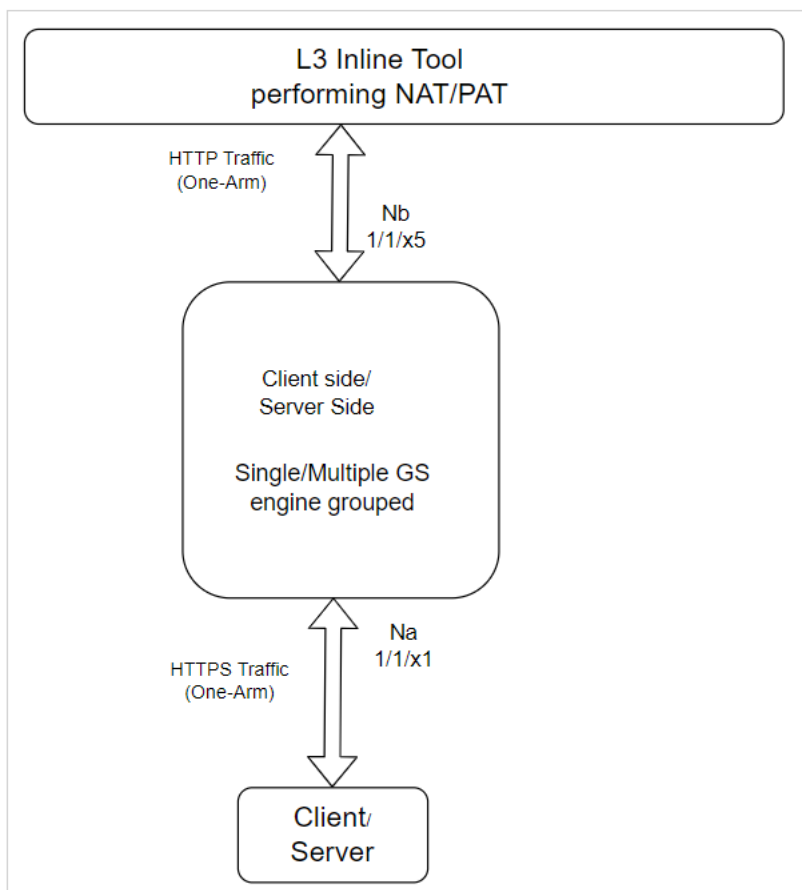 L3 Inline Tool
performing NAT/PAT
HTTP Traffic
(One-Arm)
Nb
1/1/x5
Client side/
Server Side
Single/Multiple GS
engine grouped
Na
1/1/x1
HTTPS Traffic
(One-Arm)
Client/
Server